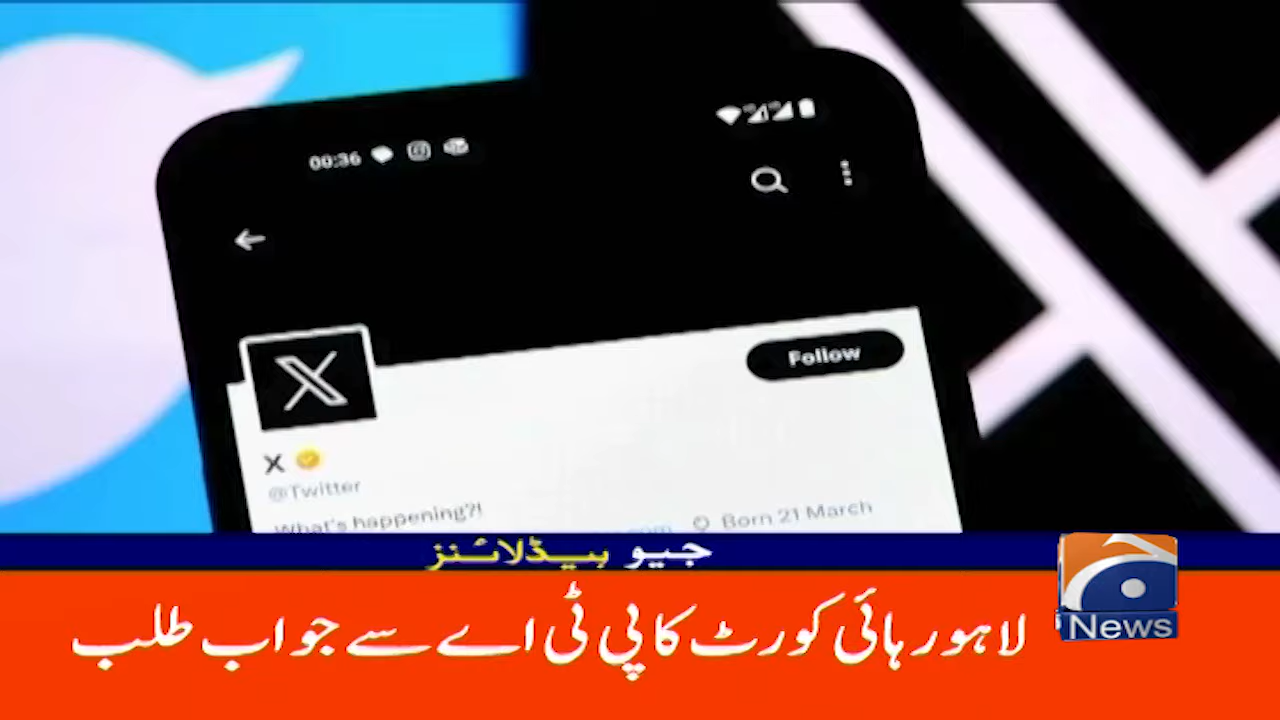 00:36
Follow
X
@Twitter
What's happening?!
Born 21 March
جیو ہیڈلائنز
لاہور ہائی کورٹ کا پی ٹی اے سے جواب طلب
News